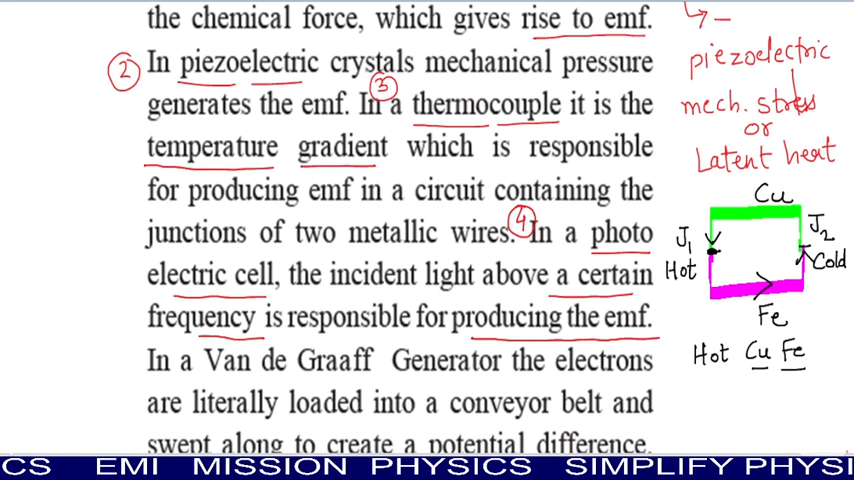 the chemical force, which gives rise to emf.
② In piezoelectric crystals mechanical pressure
③
generates the emf. In a thermocouple it is the
temperature gradient which is responsible
for producing emf in a circuit containing the
④
junctions of two metallic wires. In a photo
electric cell, the incident light above a certain
frequency is responsible for producing the emf.
In a Van de Graaff Generator the electrons
are literally loaded into a conveyor belt and
swept along to create a potential difference.
piezoelectric
mech. stress
or
Latent heat
Cu
J1
J2
Hot
Cold
Fe
Hot Cu Fe
CS EMI MISSION PHYSICS SIMPLIFY PHYSI